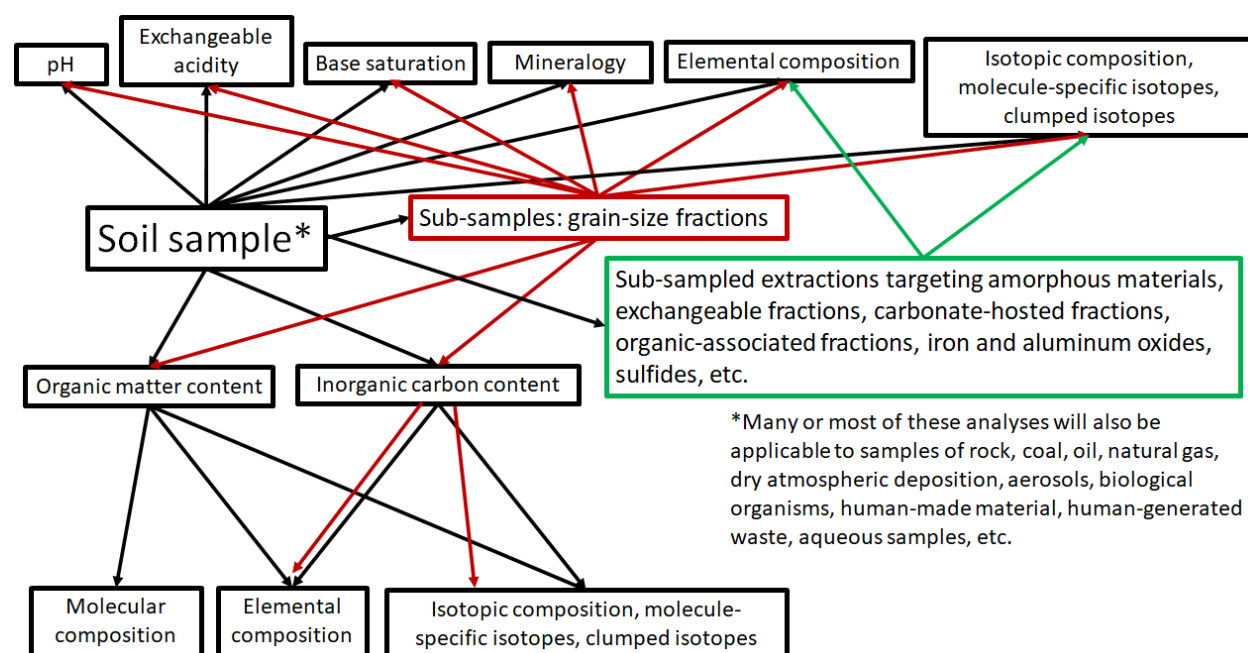 pH
Exchangeable
acidity
Base saturation
Mineralogy
Elemental composition
Isotopic composition,
molecule-specific isotopes,
clumped isotopes
Soil sample*
Sub-samples: grain-size fractions
Sub-sampled extractions targeting amorphous materials,
exchangeable fractions, carbonate-hosted fractions,
organic-associated fractions, iron and aluminum oxides,
sulfides, etc.
Organic matter content
Inorganic carbon content
*Many or most of these analyses will also be
applicable to samples of rock, coal, oil, natural gas,
dry atmospheric deposition, aerosols, biological
organisms, human-made material, human-generated
waste, aqueous samples, etc.
Molecular
composition
Elemental
composition
Isotopic composition, molecule-
specific isotopes, clumped isotopes